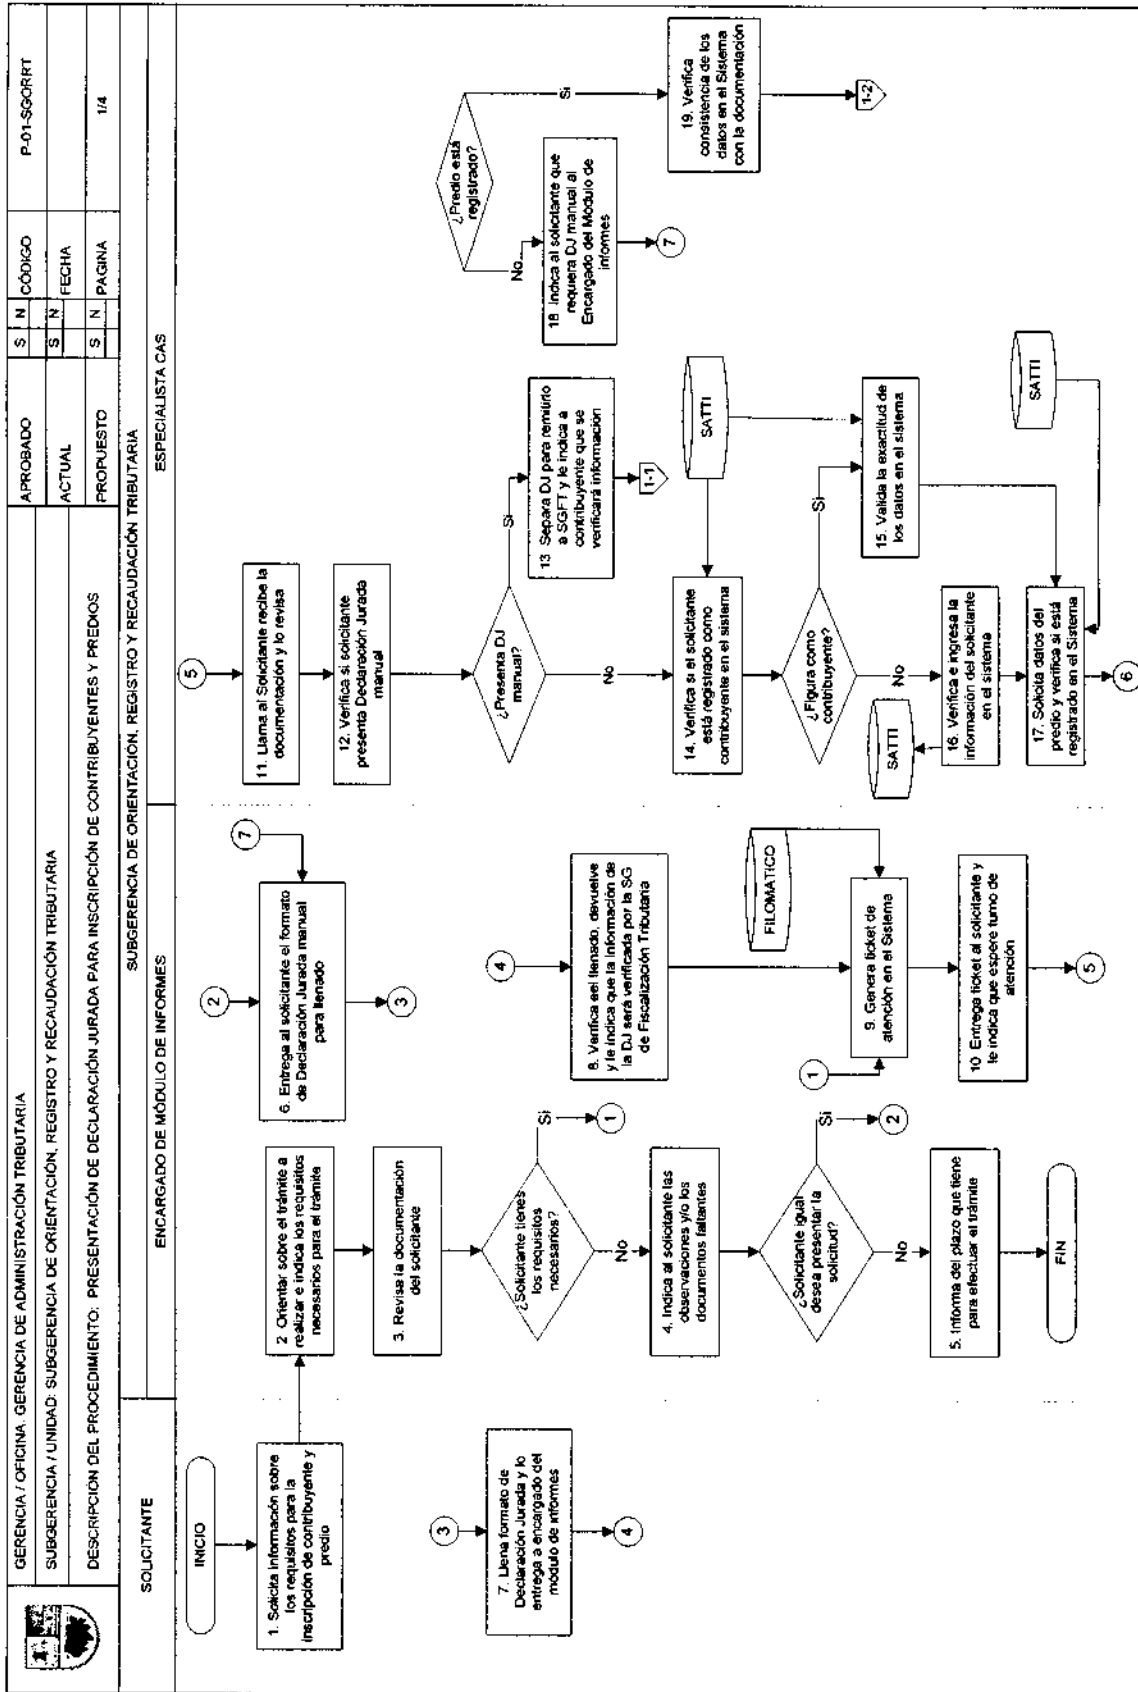 GERENCIA / OFICINA. GERENCIA DE ADMINISTRACIÓN TRIBUTARIA
SUBGERENCIA / UNIDAD: SUBGERENCIA DE ORIENTACIÓN, REGISTRO Y RECAUDACIÓN TRIBUTARIA
DESCRIPCIÓN DEL PROCEDIMIENTO: PRESENTACIÓN DE DECLARACIÓN JURADA PARA INSCRIPCIÓN DE CONTRIBUYENTES Y PREDIOS
APROBADO
S N
CÓDIGO
P-01-SGORRT
ACTUAL
S N
FECHA
PROPUESTO
S N
PAGINA
1/4
SUBGERENCIA DE ORIENTACIÓN, REGISTRO Y RECAUDACIÓN TRIBUTARIA
SOLICITANTE
ENCARGADO DE MÓDULO DE INFORMES
ESPECIALISTA CAS
INICIO
1. Solicita información sobre
los requisitos para la
inscripción de contribuyente y
predio
3
7. Llena formato de
Declaración Jurada y lo
entrega a encargado del
módulo de informes
4
2 Orientar sobre el trámite a
realizar e indica los requisitos
necesarios para el trámite
3. Revisa la documentación
del solicitante
¿Solicitante tienes
los requisitos
necesarios?
Si
1
No
4. Indica al solicitante las
observaciones y/o los
documentos faltantes
¿Solicitante igual
desea presentar la
solicitud?
Si
2
No
5. Informa del plazo que tiene
para efectuar el trámite
FIN
2
7
6. Entrega al solicitante el formato
de Declaración Jurada manual
para llenado
3
4
8. Verifica eel llenado, devuelve
y le indica que la Información de
la DJ será verificada por la SG
de Fiscalización Tributaria
FILOMATICO
1
9. Genera ticket de
atención en el Sistema
10 Entrega ticket al solicitante y
le indica que espere turno de
atención
5
5
11. Llama al Solicitante recibe la
documentación y lo revisa
12. Verifica si solicitante
presenta Declaración Jurada
manual
¿Presenta DJ
manual?
Si
13 Separa DJ para remitirlo
a SGFT y le indica a
contribuyente que se
verificará información
1-1
No
14. Verifica si el solicitante
está registrado como
contribuyente en el sistema
SATTI
¿Figura como
contribuyente?
Si
15. Valida la exactitud de
los datos en el sistema
No
16. Verifica e ingresa la
información del solicitante
en el sistema
SATTI
17. Solicita datos del
predio y verifica si está
registrado en el Sistema
SATTI
6
¿Predio está
registrado?
No
18 Indica al solicitante que
requiera DJ manual al
Encargado del Módulo de
informes
7
Si
19. Verifica
consistencia de los
datos en el Sistema
con la documentación
1-2